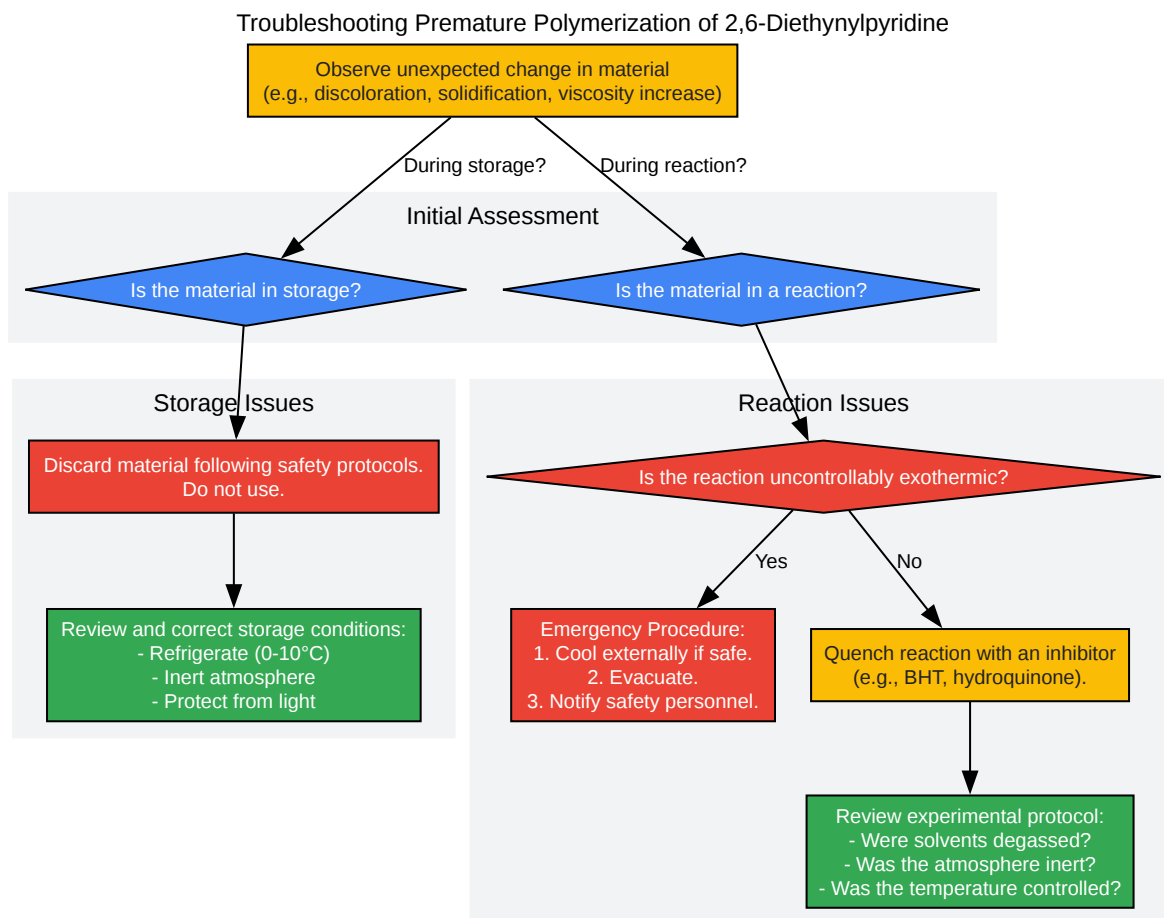 Troubleshooting Premature Polymerization of 2,6-Diethynylpyridine
Observe unexpected change in material
(e.g., discoloration, solidification, viscosity increase)
During storage?
During reaction?
Initial Assessment
Is the material in storage?
Is the material in a reaction?
Storage Issues
Reaction Issues
Discard material following safety protocols.
Do not use.
Is the reaction uncontrollably exothermic?
Yes
No
Review and correct storage conditions:
- Refrigerate (0-10°C)
- Inert atmosphere
- Protect from light
Emergency Procedure:
1. Cool externally if safe.
2. Evacuate.
3. Notify safety personnel.
Quench reaction with an inhibitor
(e.g., BHT, hydroquinone).
Review experimental protocol:
- Were solvents degassed?
- Was the atmosphere inert?
- Was the temperature controlled?